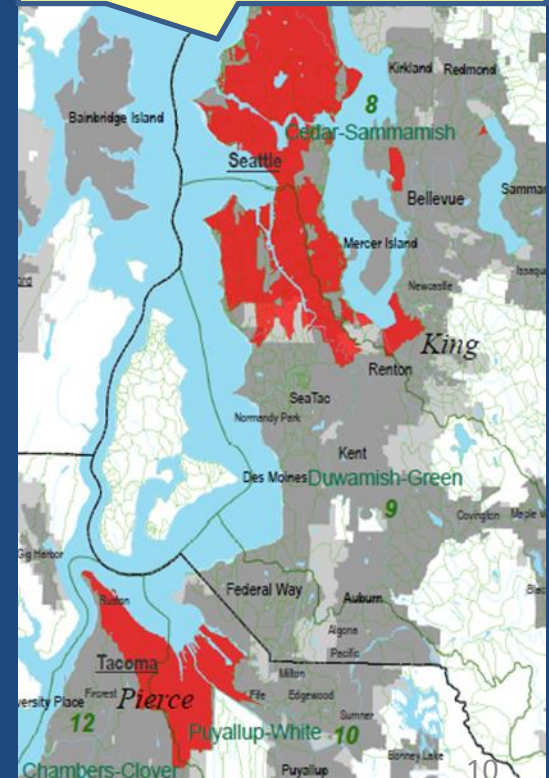 Kirkland Redmond
8
Bainbridge Island
Cedar-Sammamish
Seattle
Bellevue
Mercer Island
Newcastle
King
Renton
SeaTac
Normandy Park
Kent
Des Moines
Duwamish-Green
9
Covington
Gig Harbor
Federal Way
Auburn
Ruston
Algona
Pacific
Tacoma
Milton
Fircrest
Pierce
Fife
Edgewood
12
Sumner
Puyallup-White 10
Bonney Lake
Chambers-Clover
Puyallup
10